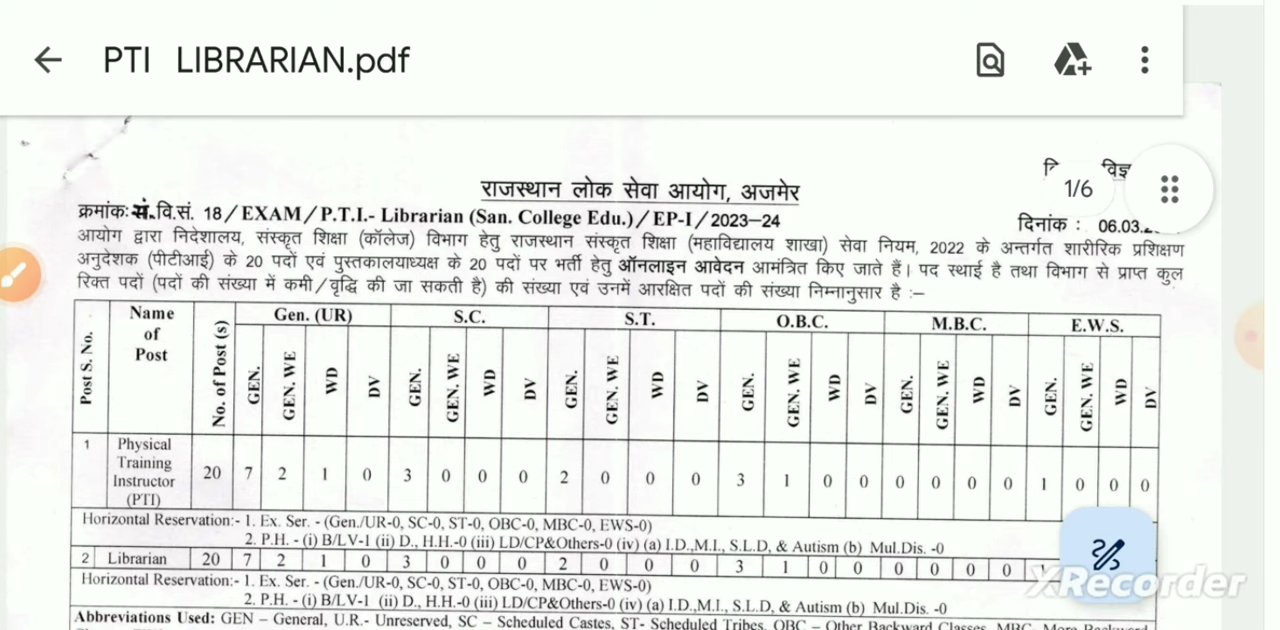 PTI LIBRARIAN.pdf
1/6
राजस्थान लोक सेवा आयोग, अजमेर
क्रमांकः सं.वि.सं. 18/EXAM/P.T.I.- Librarian (San. College Edu.)/EP-I/2023-24
दिनांक : 06.03.2
आयोग द्वारा निदेशालय, संस्कृत शिक्षा (कॉलेज) विभाग हेतु राजस्थान संस्कृत शिक्षा (महाविद्यालय शाखा) सेवा नियम, 2022 के अन्तर्गत शारीरिक प्रशिक्षण
अनुदेशक (पीटीआई) के 20 पदों एवं पुस्तकालयाध्यक्ष के 20 पदों पर भर्ती हेतु ऑनलाइन आवेदन आमंत्रित किए जाते हैं। पद स्थाई है तथा विभाग से प्राप्त कुल
रिक्त पदों (पदों की संख्या में कमी/वृद्धि की जा सकती है) की संख्या एवं उनमें आरक्षित पदों की संख्या निम्नानुसार है :–
Post S. No. Name of Post No. of Post (s) Gen. (UR) S.C. S.T. O.B.C. M.B.C. E.W.S.
GEN. GEN. WE WD DV GEN. GEN. WE WD DV GEN. GEN. WE WD DV GEN. GEN. WE WD DV GEN. GEN. WE WD DV GEN. GEN. WE WD DV
1 Physical Training Instructor (PTI) 20 7 2 1 0 3 0 0 0 2 0 0 0 3 1 0 0 0 0 0 0 1 0 0 0
Horizontal Reservation:- 1. Ex. Ser. - (Gen./UR-0, SC-0, ST-0, OBC-0, MBC-0, EWS-0)
2. P.H. - (i) B/LV-1 (ii) D., H.H.-0 (iii) LD/CP&Others-0 (iv) (a) I.D.,M.I., S.L.D, & Autism (b) Mul.Dis. -0
2 Librarian 20 7 2 1 0 3 0 0 0 2 0 0 0 3 1 0 0 0 0 0 0
Horizontal Reservation:- 1. Ex. Ser. - (Gen./UR-0, SC-0, ST-0, OBC-0, MBC-0, EWS-0)
2. P.H. - (i) B/LV-1 (ii) D., H.H.-0 (iii) LD/CP&Others-0 (iv) (a) I.D.,M.I., S.L.D, & Autism (b) Mul.Dis. -0
XRecorder
Abbreviations Used: GEN – General, U.R.- Unreserved, SC – Scheduled Castes, ST- Scheduled Tribes, OBC – Other Backward Classes, MBC- More Backward